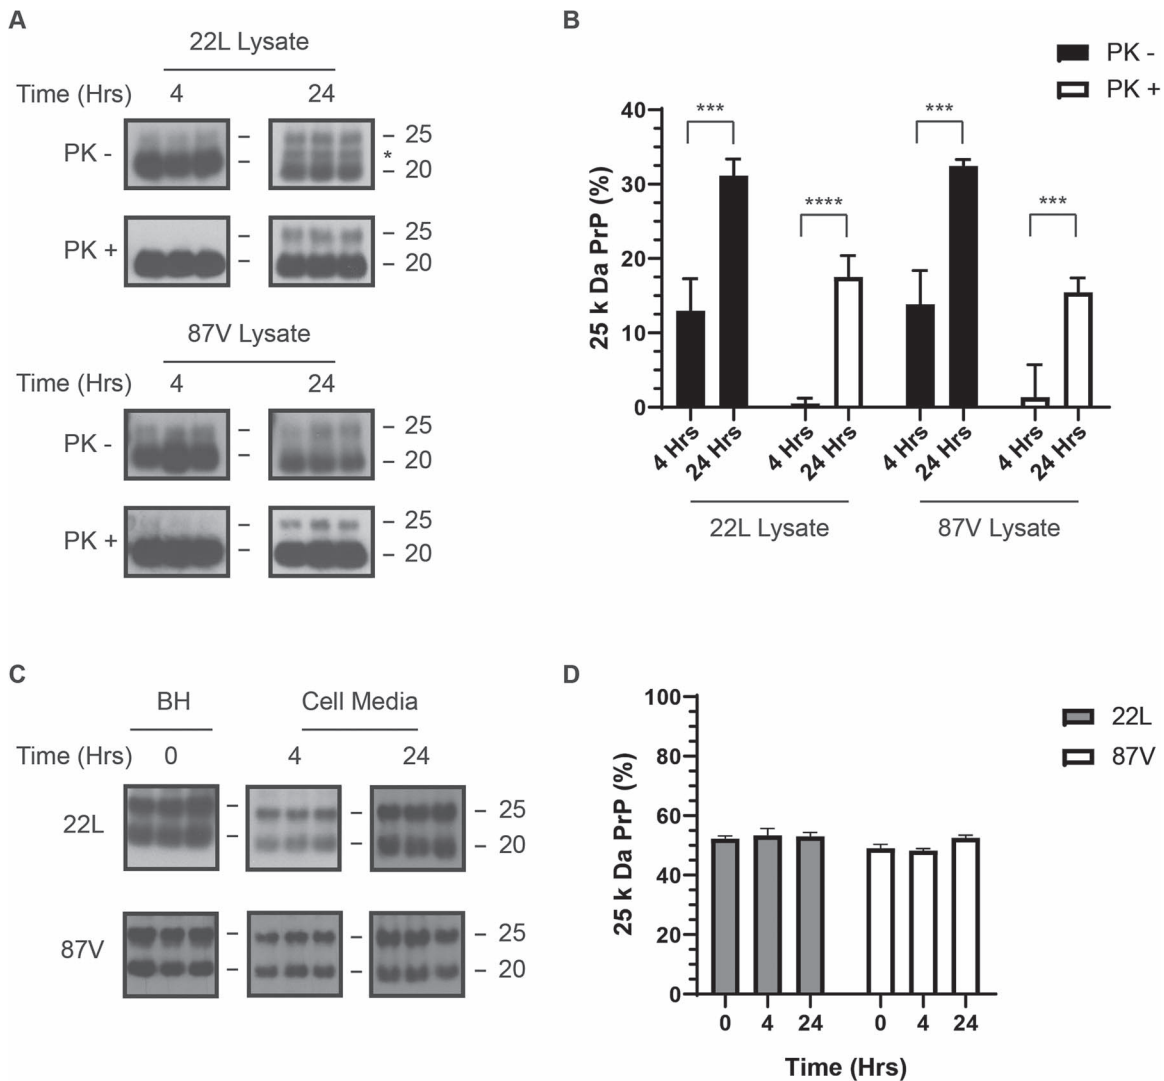 A
22L Lysate
Time (Hrs) 4 24
PK - – – 25
– *
– 20
PK + – – 25
– – 20
87V Lysate
Time (Hrs) 4 24
PK - – – 25
– – 20
PK + – – 25
– – 20
B
PK -
PK +
25 k Da PrP (%)
40
30
20
10
0
*** **** *** ***
4 Hrs 24 Hrs 4 Hrs 24 Hrs 4 Hrs 24 Hrs 4 Hrs 24 Hrs
22L Lysate 87V Lysate
C
BH Cell Media
Time (Hrs) 0 4 24
22L – – – 25
– – – 20
87V – – – 25
– – – 20
D
22L
87V
25 k Da PrP (%)
100
80
60
40
20
0
0 4 24 0 4 24
Time (Hrs)